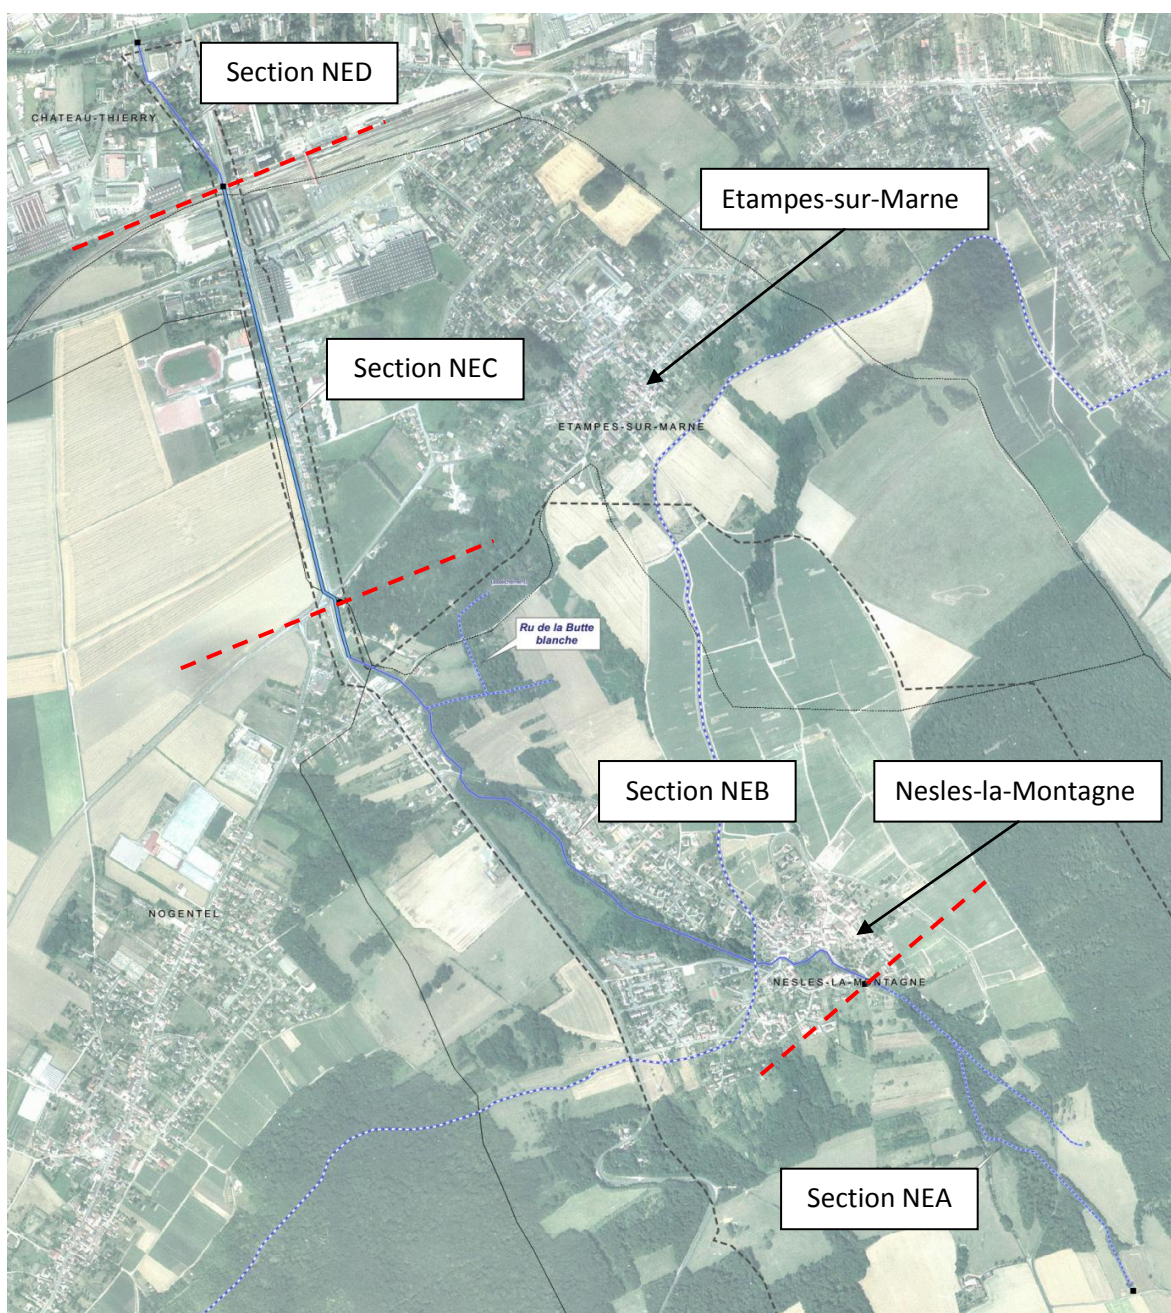 Section NED
CHATEAU-THIERRY
Etampes-sur-Marne
Section NEC
ETAMPES-SUR-MARNE
Ru de la Butte
blanche
Section NEB
Nesles-la-Montagne
NOGENTEL
NESLES-LA-MONTAGNE
Section NEA